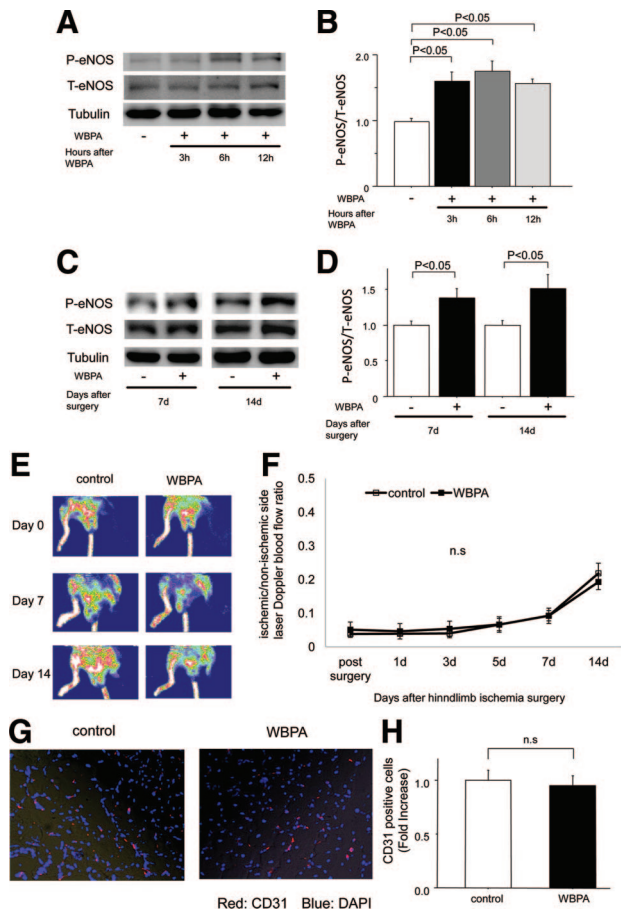 A
P-eNOS
T-eNOS
Tubulin
- + + +
WBPA
Hours after
WBPA
3h 6h 12h
B
P<0.05
P<0.05
P<0.05
P-eNOS/T-eNOS
2.0
1.0
0
WBPA - + + +
Hours after
WBPA
3h 6h 12h
C
P-eNOS
T-eNOS
Tubulin
WBPA - + - +
Days after
surgery
7d 14d
D
P<0.05 P<0.05
P-eNOS/T-eNOS
1.5
1.0
0.5
0
WBPA - + - +
Days after
surgery
7d 14d
E
control WBPA
Day 0
Day 7
Day 14
F
ischemic/non-ischemic side
laser Doppler blood flow ratio
0.5
0.4
0.3
0.2
0.1
0
control WBPA
n.s
post
surgery
1d 3d 5d 7d 14d
Days after hinndlimb ischemia surgery
G
control WBPA
Red: CD31 Blue: DAPI
H
n.s
CD31 positive cells
(Fold Increase)
1.0
0.5
0.0
control WBPA